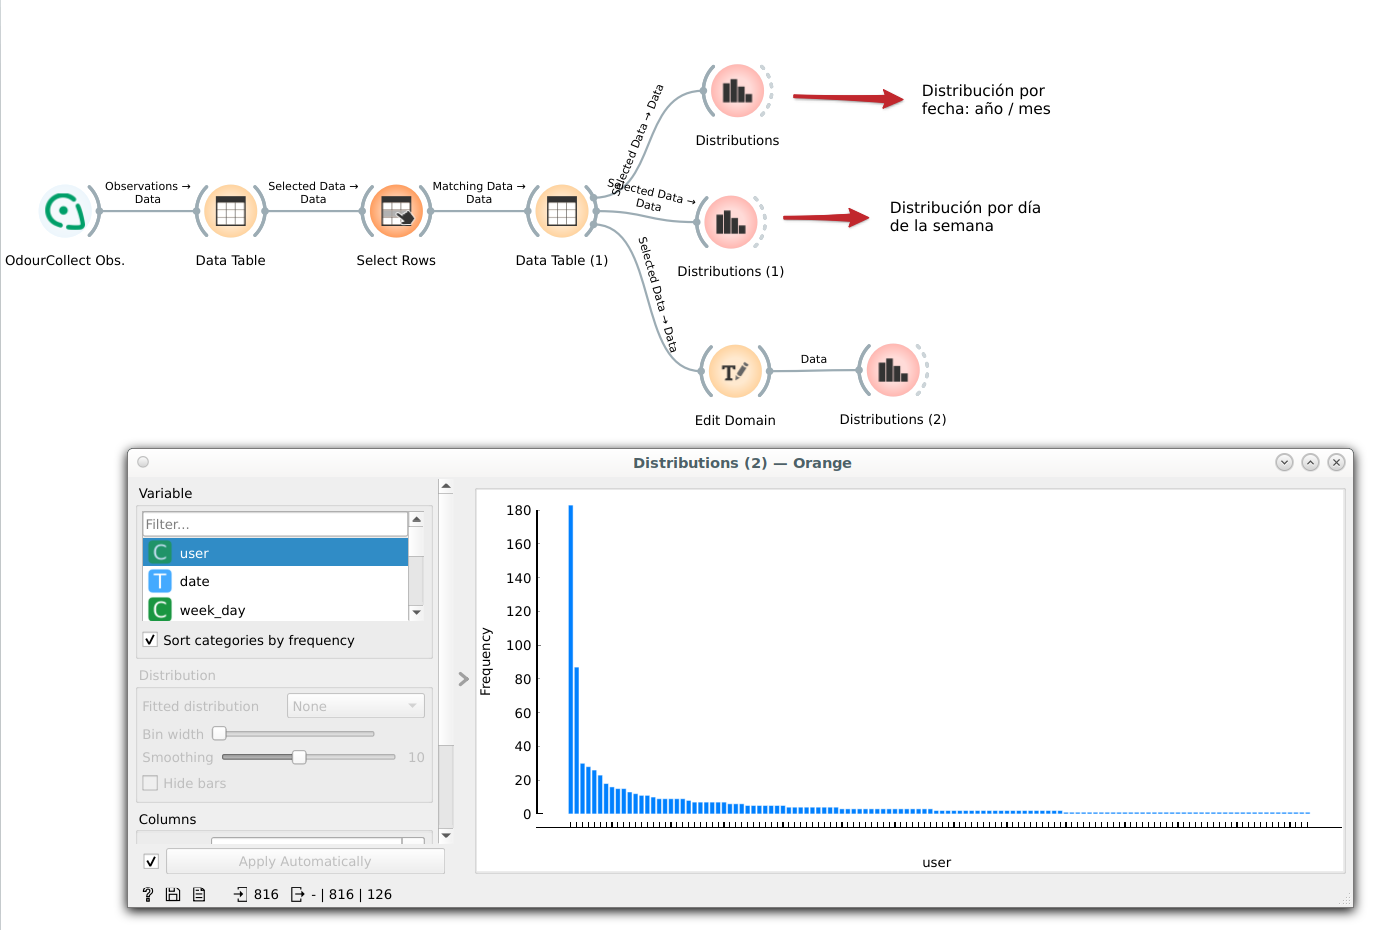 Selected Data → Data
Distributions
Distribución por
fecha: año / mes
Observations →
Data
Selected Data →
Data
Matching Data →
Data
Selected Data →
Data
OdourCollect Obs.
Data Table
Select Rows
Data Table (1)
Distributions (1)
Distribución por día
de la semana
Selected Data → Data
T
Edit Domain
Data
Distributions (2)
Distributions (2) — Orange
Variable
Filter...
C user
T date
C week_day
Sort categories by frequency
Distribution
Fitted distribution None
Bin width
Smoothing 10
Hide bars
Columns
Apply Automatically
? 816 - | 816 | 126
Frequency
180
160
140
120
100
80
60
40
20
0
user